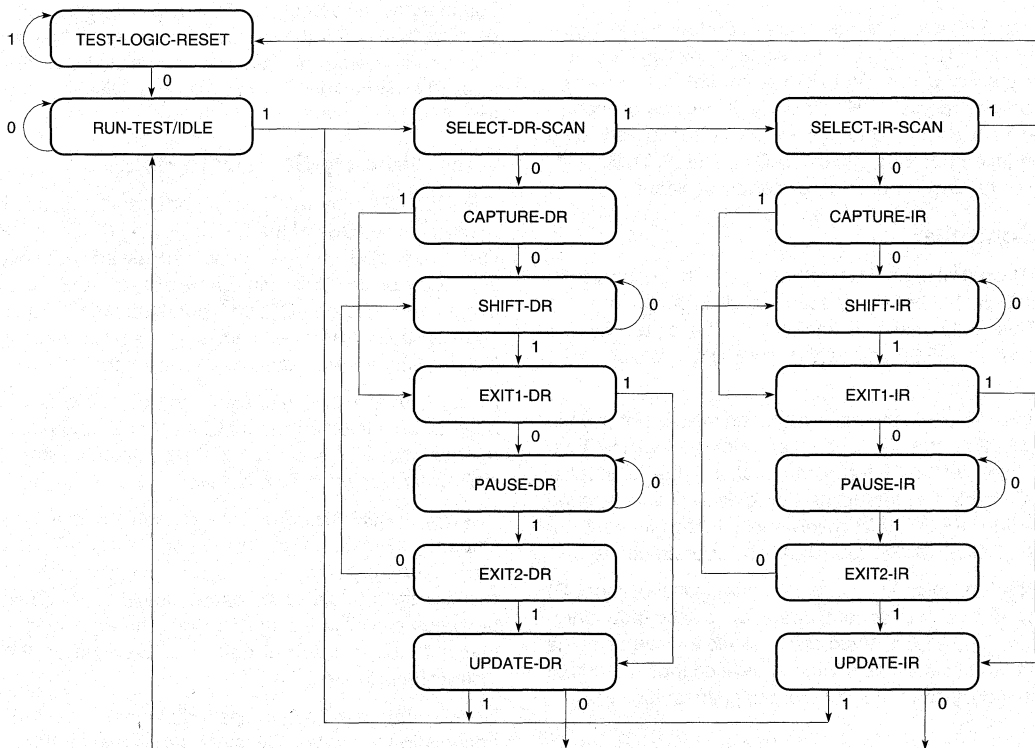 TEST-LOGIC-RESET
1
0
RUN-TEST/IDLE
0
1
SELECT-DR-SCAN
1
SELECT-IR-SCAN
1
0
0
1
CAPTURE-DR
1
CAPTURE-IR
0
0
SHIFT-DR
0
SHIFT-IR
0
1
1
EXIT1-DR
1
EXIT1-IR
1
0
0
PAUSE-DR
0
PAUSE-IR
0
1
1
0
EXIT2-DR
0
EXIT2-IR
1
1
UPDATE-DR
UPDATE-IR
1
0
1
0